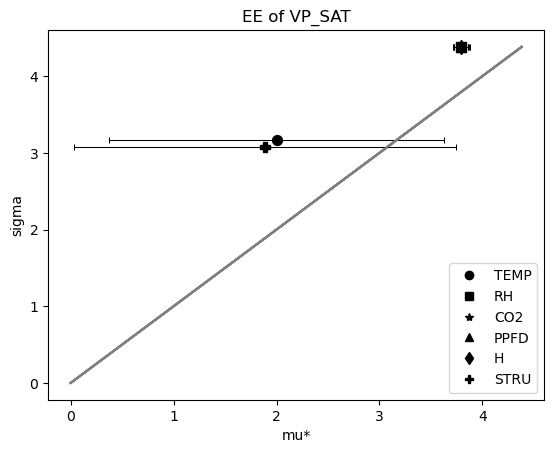 EE of VP_SAT
sigma
4
3
2
1
0
0 1 2 3 4
mu*
TEMP
RH
CO2
PPFD
H
STRU